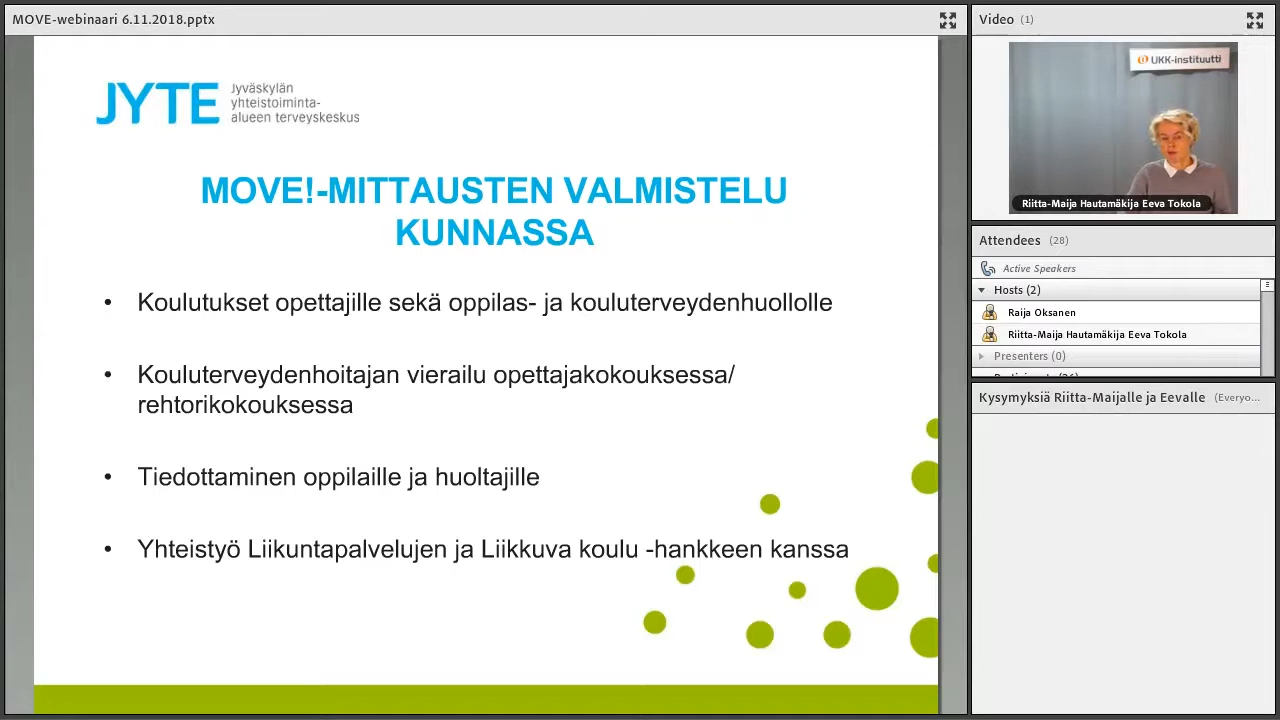 MOVE-webinaari 6.11.2018.pptx
JYTE
Jyväskylän
yhteistoiminta-
alueen terveyskeskus
MOVE!-MITTAUSTEN VALMISTELU
KUNNASSA
• Koulutukset opettajille sekä oppilas- ja kouluterveydenhuollolle
• Kouluterveydenhoitajan vierailu opettajakokouksessa/
rehtorikokouksessa
• Tiedottaminen oppilaille ja huoltajille
• Yhteistyö Liikuntapalvelujen ja Liikkuva koulu -hankkeen kanssa
Video (1)
UKK-instituutti
Riitta-Maija Hautamäkija Eeva Tokola
Attendees (28)
Active Speakers
Hosts (2)
Raija Oksanen
Riitta-Maija Hautamäkija Eeva Tokola
Presenters (0)
Kysymyksiä Riitta-Maijalle ja Eevalle (Everyo...